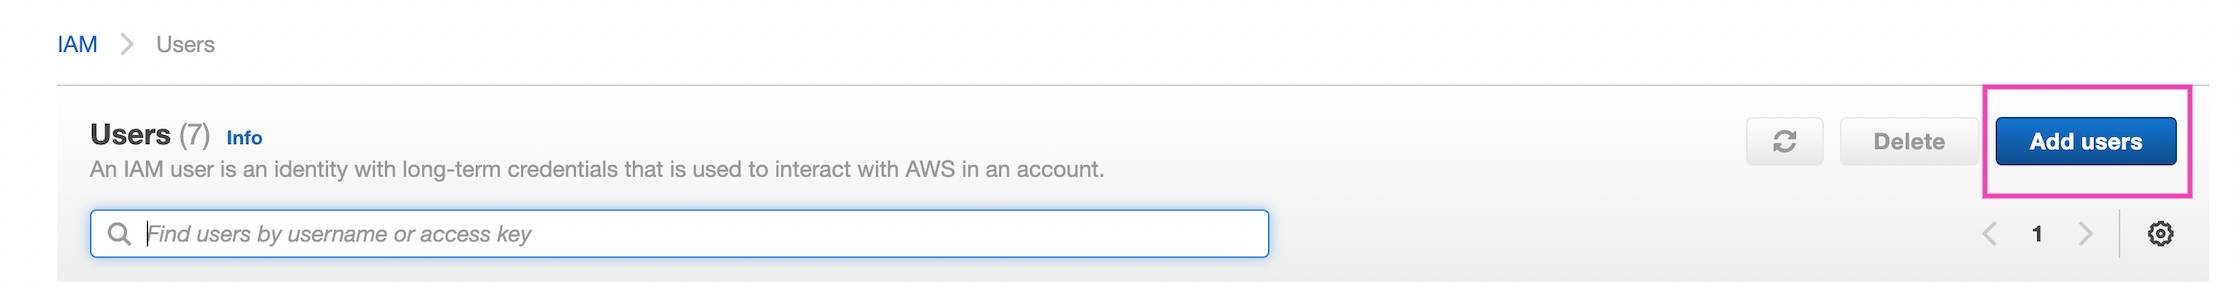 IAM Users
Users (7) Info
Delete
Add users
An IAM user is an identity with long-term credentials that is used to interact with AWS in an account.
Find users by username or access key
1